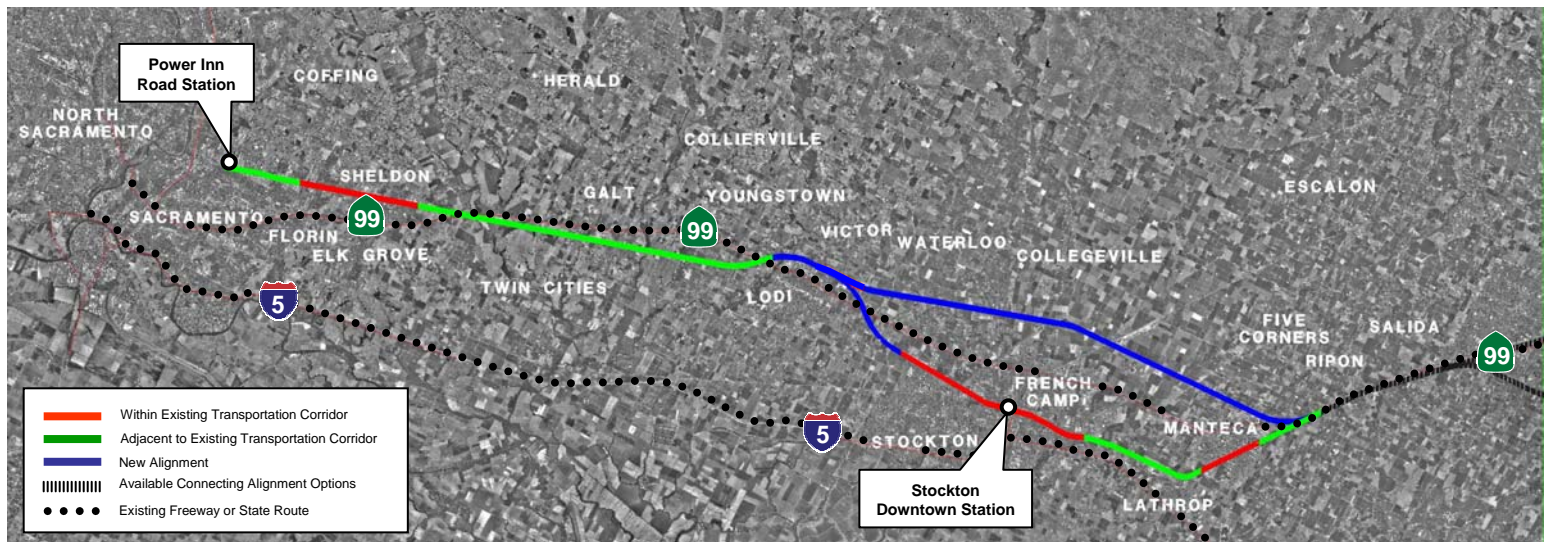 Power Inn
Road Station
COFFING
HERALD
NORTH
SACRAMENTO
COLLIERVILLE
SHELDON
GALT
YOUNGSTOWN
ESCALON
SACRAMENTO
99
99
FLORIN
ELK GROVE
VICTOR
WATERLOO
COLLEGEVILLE
TWIN CITIES
LODI
5
FIVE
CORNERS
SALIDA
RIPON
99
FRENCH
CAMP
MANTECA
5
STOCKTON
LATHROP
Stockton
Downtown Station
Within Existing Transportation Corridor
Adjacent to Existing Transportation Corridor
New Alignment
Available Connecting Alignment Options
Existing Freeway or State Route